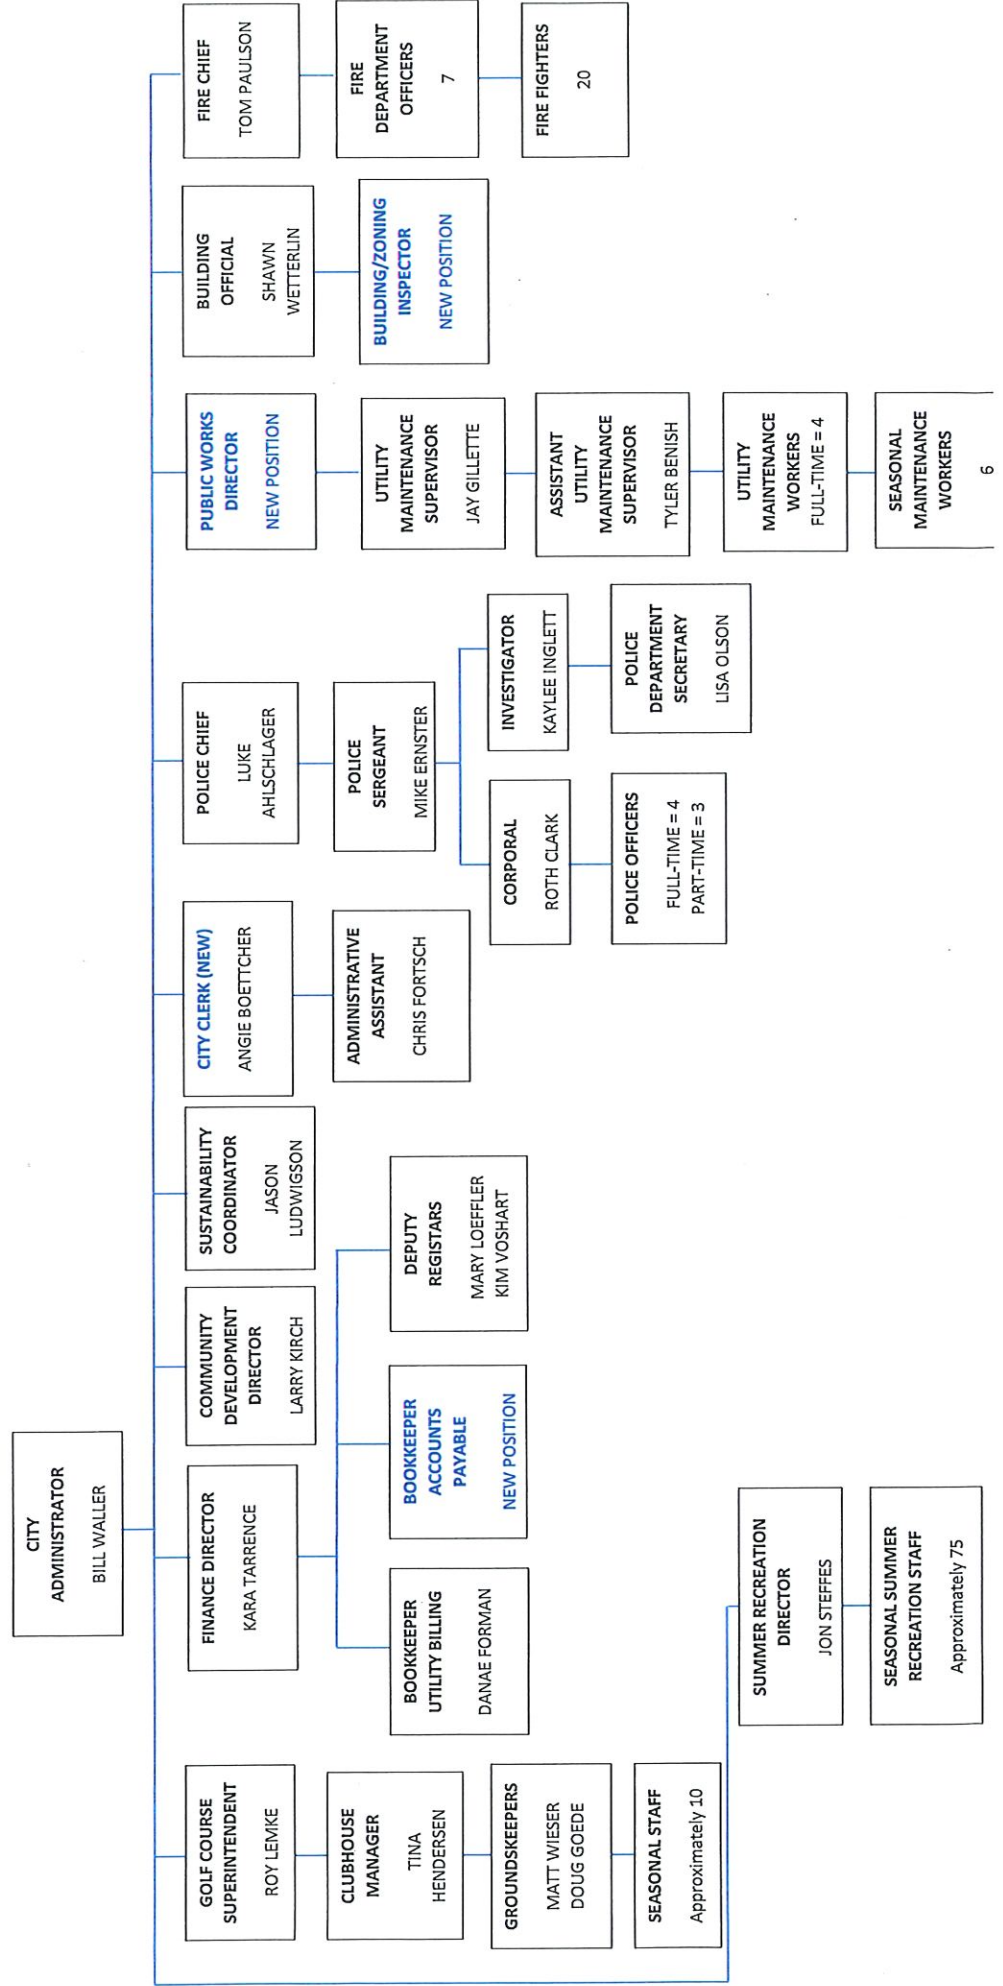 CITY
ADMINISTRATOR
BILL WALLER
GOLF COURSE
SUPERINTENDENT
ROY LEMKE
CLUBHOUSE
MANAGER
TINA
HENDERSEN
GROUNDSKEEPERS
MATT WIESER
DOUG GOEDE
SEASONAL STAFF
Approximately 10
SUMMER RECREATION
DIRECTOR
JON STEFFES
SEASONAL SUMMER
RECREATION STAFF
Approximately 75
FINANCE DIRECTOR
KARA TARRENCE
BOOKKEEPER
UTILITY BILLING
DANAE FORMAN
BOOKKEEPER
ACCOUNTS
PAYABLE
NEW POSITION
DEPUTY
REGISTARS
MARY LOEFFLER
KIM VOSHART
COMMUNITY
DEVELOPMENT
DIRECTOR
LARRY KIRCH
SUSTAINABILITY
COORDINATOR
JASON
LUDWIGSON
CITY CLERK (NEW)
ANGIE BOETTCHER
ADMINISTRATIVE
ASSISTANT
CHRIS FORTSCH
POLICE CHIEF
LUKE
AHLSCHLAGER
POLICE
SERGEANT
MIKE ERNSTER
CORPORAL
ROTH CLARK
POLICE OFFICERS
FULL-TIME = 4
PART-TIME = 3
INVESTIGATOR
KAYLEE INGLETT
POLICE
DEPARTMENT
SECRETARY
LISA OLSON
PUBLIC WORKS
DIRECTOR
NEW POSITION
UTILITY
MAINTENANCE
SUPERVISOR
JAY GILLETTE
ASSISTANT
UTILITY
MAINTENANCE
SUPERVISOR
TYLER BENISH
UTILITY
MAINTENANCE
WORKERS
FULL-TIME = 4
SEASONAL
MAINTENANCE
WORKERS
6
BUILDING
OFFICIAL
SHAWN
WETTERLIN
BUILDING/ZONING
INSPECTOR
NEW POSITION
FIRE CHIEF
TOM PAULSON
FIRE
DEPARTMENT
OFFICERS
7
FIRE FIGHTERS
20